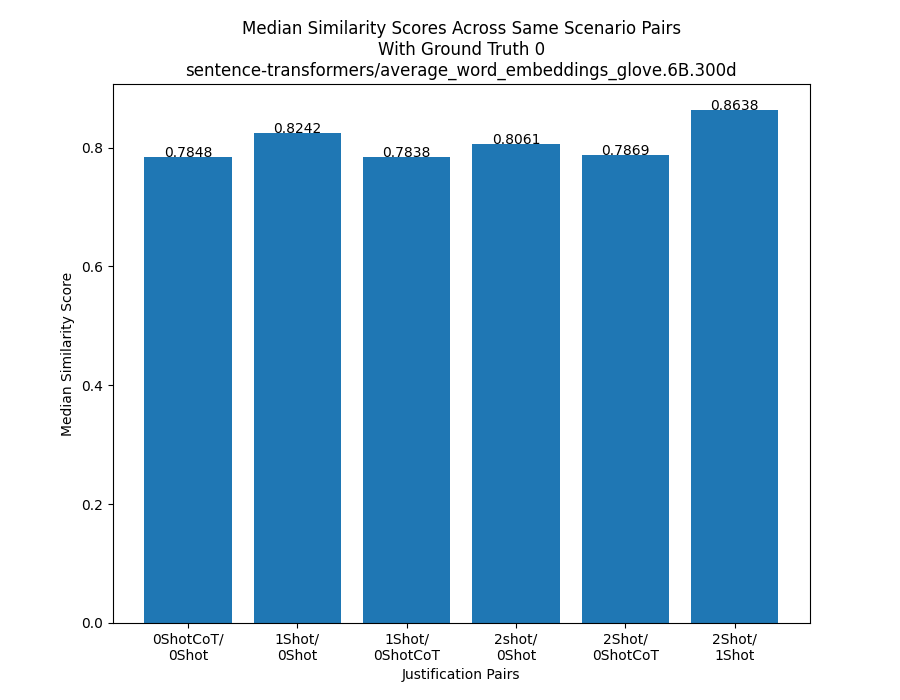 Median Similarity Scores Across Same Scenario Pairs
With Ground Truth 0
sentence-transformers/average_word_embeddings_glove.6B.300d
0.7848
0.8242
0.7838
0.8061
0.7869
0.8638
0.8
0.6
0.4
0.2
0.0
Median Similarity Score
0ShotCoT/
0Shot
1Shot/
0Shot
1Shot/
0ShotCoT
2shot/
0Shot
2Shot/
0ShotCoT
2Shot/
1Shot
Justification Pairs